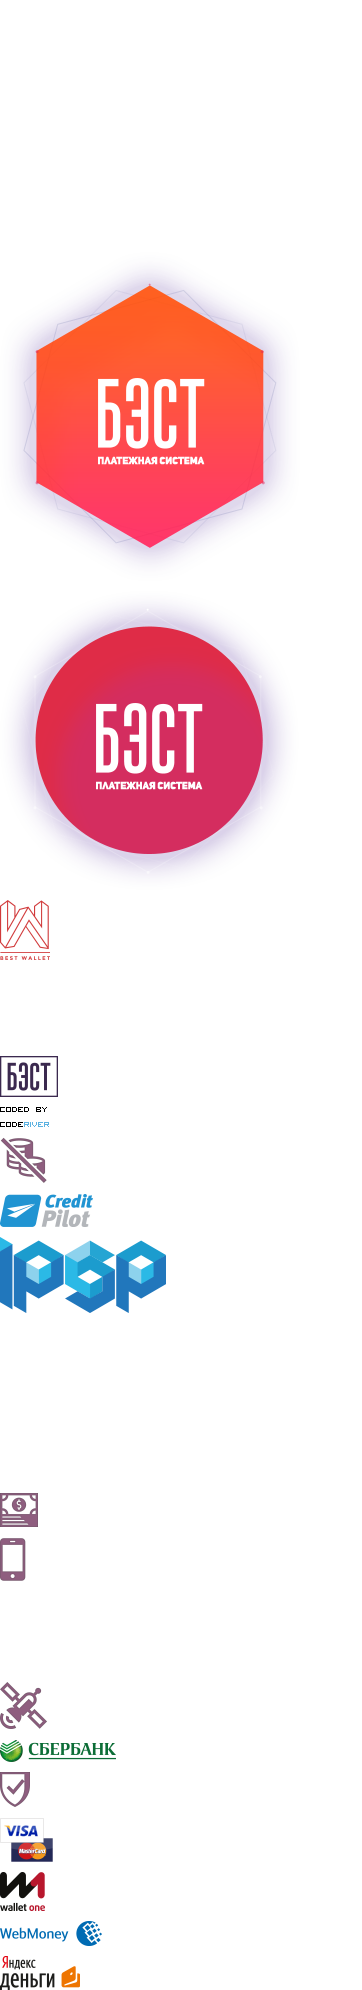 БЭСТ
ПЛАТЕЖНАЯ СИСТЕМА
БЭСТ
ПЛАТЕЖНАЯ СИСТЕМА
W
BEST WALLET
БЭСТ
CODED BY
CODERIVER
Credit
Pilot
ipsp
$
СБЕРБАНК
VISA
MasterCard
wallet one
WebMoney
Яндекс
деньги